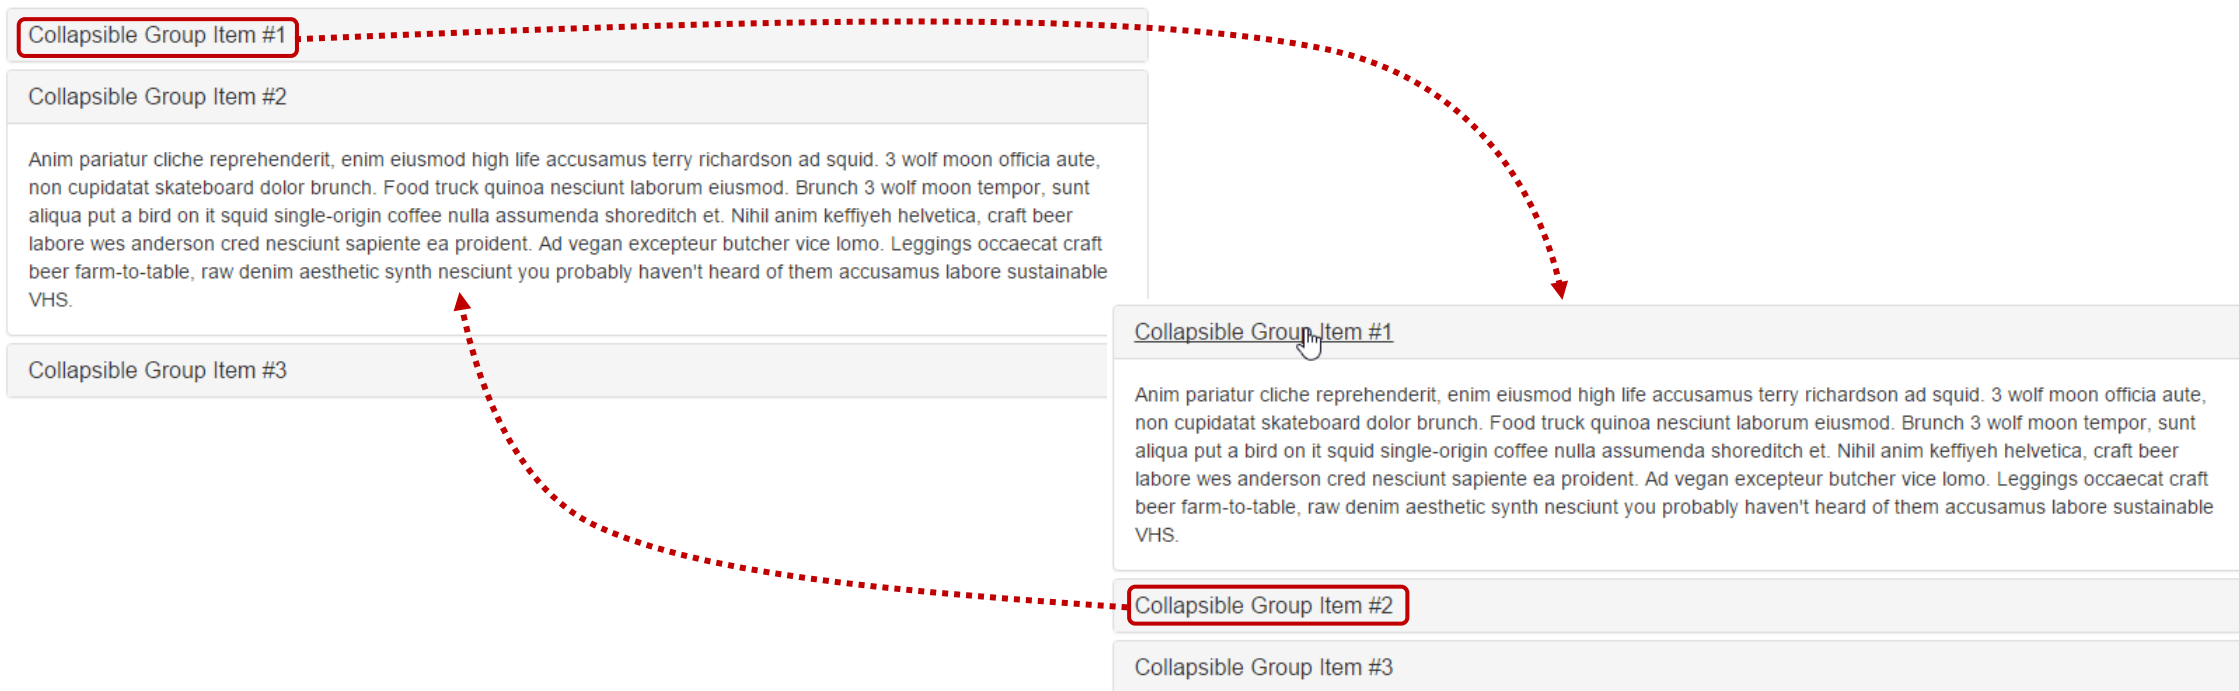 Collapsible Group Item #1
Collapsible Group Item #2
Anim pariatur cliche reprehenderit, enim eiusmod high life accusamus terry richardson ad squid. 3 wolf moon officia aute,
non cupidatat skateboard dolor brunch. Food truck quinoa nesciunt laborum eiusmod. Brunch 3 wolf moon tempor, sunt
aliqua put a bird on it squid single-origin coffee nulla assumenda shoreditch et. Nihil anim keffiyeh helvetica, craft beer
labore wes anderson cred nesciunt sapiente ea proident. Ad vegan excepteur butcher vice lomo. Leggings occaecat craft
beer farm-to-table, raw denim aesthetic synth nesciunt you probably haven't heard of them accusamus labore sustainable
VHS.
Collapsible Group Item #3
Collapsible Group Item #1
Anim pariatur cliche reprehenderit, enim eiusmod high life accusamus terry richardson ad squid. 3 wolf moon officia aute,
non cupidatat skateboard dolor brunch. Food truck quinoa nesciunt laborum eiusmod. Brunch 3 wolf moon tempor, sunt
aliqua put a bird on it squid single-origin coffee nulla assumenda shoreditch et. Nihil anim keffiyeh helvetica, craft beer
labore wes anderson cred nesciunt sapiente ea proident. Ad vegan excepteur butcher vice lomo. Leggings occaecat craft
beer farm-to-table, raw denim aesthetic synth nesciunt you probably haven't heard of them accusamus labore sustainable
VHS.
Collapsible Group Item #2
Collapsible Group Item #3